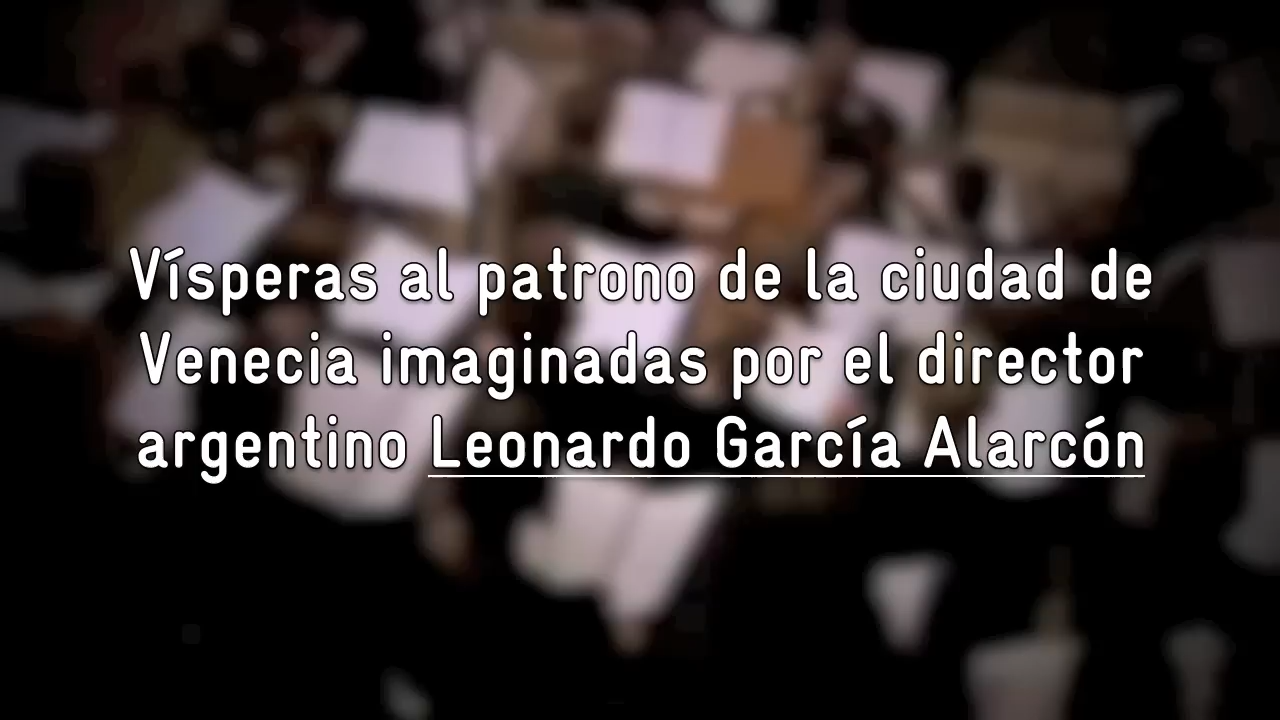 Vísperas al patrono de la ciudad de
Venecia imaginadas por el director
argentino Leonardo García Alarcón